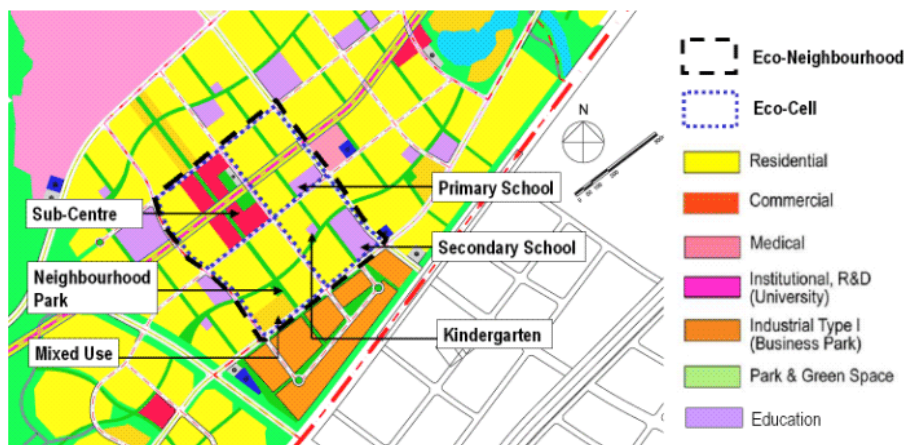 Eco-Neighbourhood
Eco-Cell
N
Residential
Primary School
Commercial
Sub-Centre
Medical
Secondary School
Neighbourhood
Park
Institutional, R&D
(University)
Industrial Type I
(Business Park)
Kindergarten
Mixed Use
Park & Green Space
Education